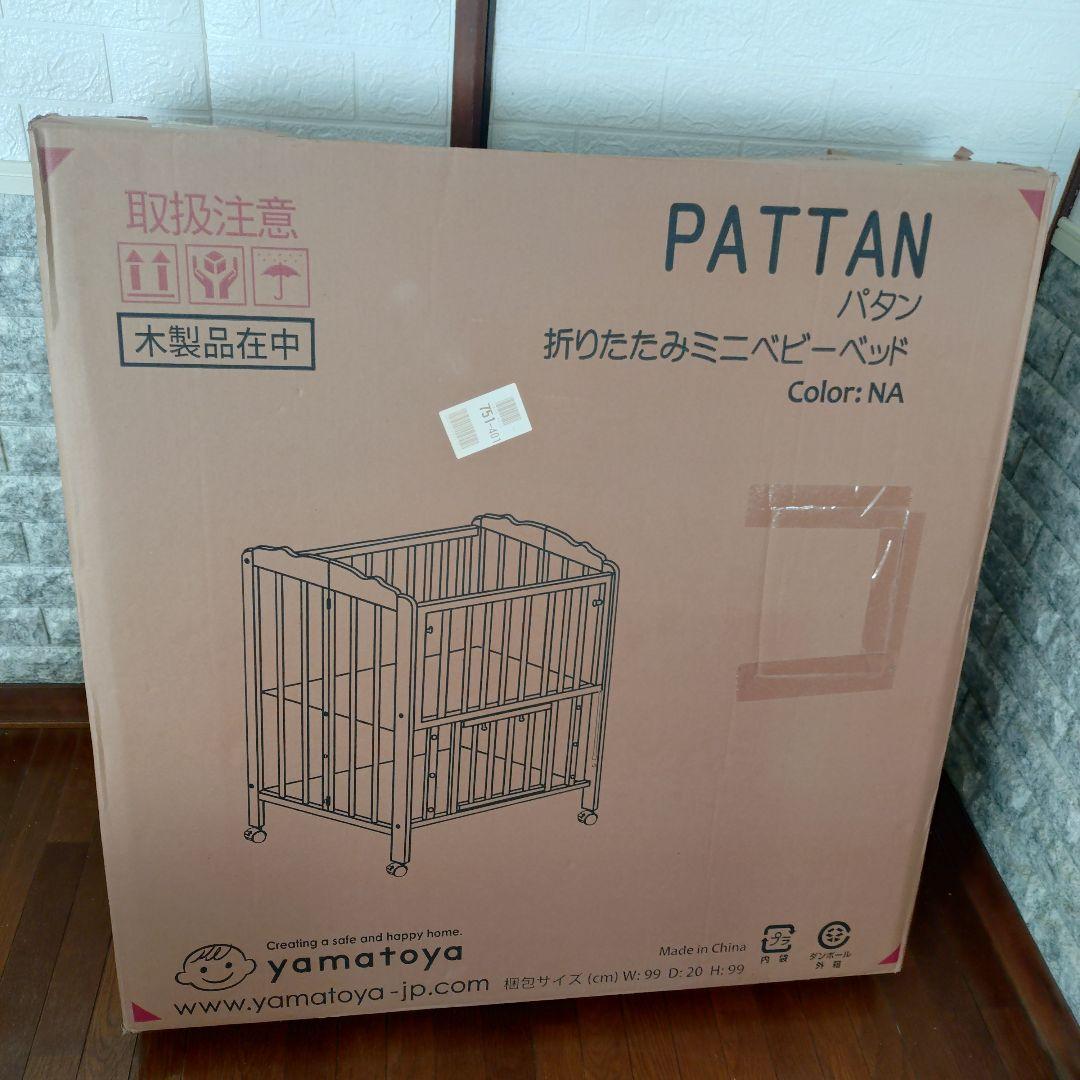 取扱注意
木製品在中
PATTAN
パタン
折りたたみミニベビーベッド
Color: NA
751-401
Creating a safe and happy home.
yamatoya
www.yamatoya-jp.com
梱包サイズ (cm) W: 99 D: 20 H: 99
Made in China
プラ
内袋
ダンボール
外箱